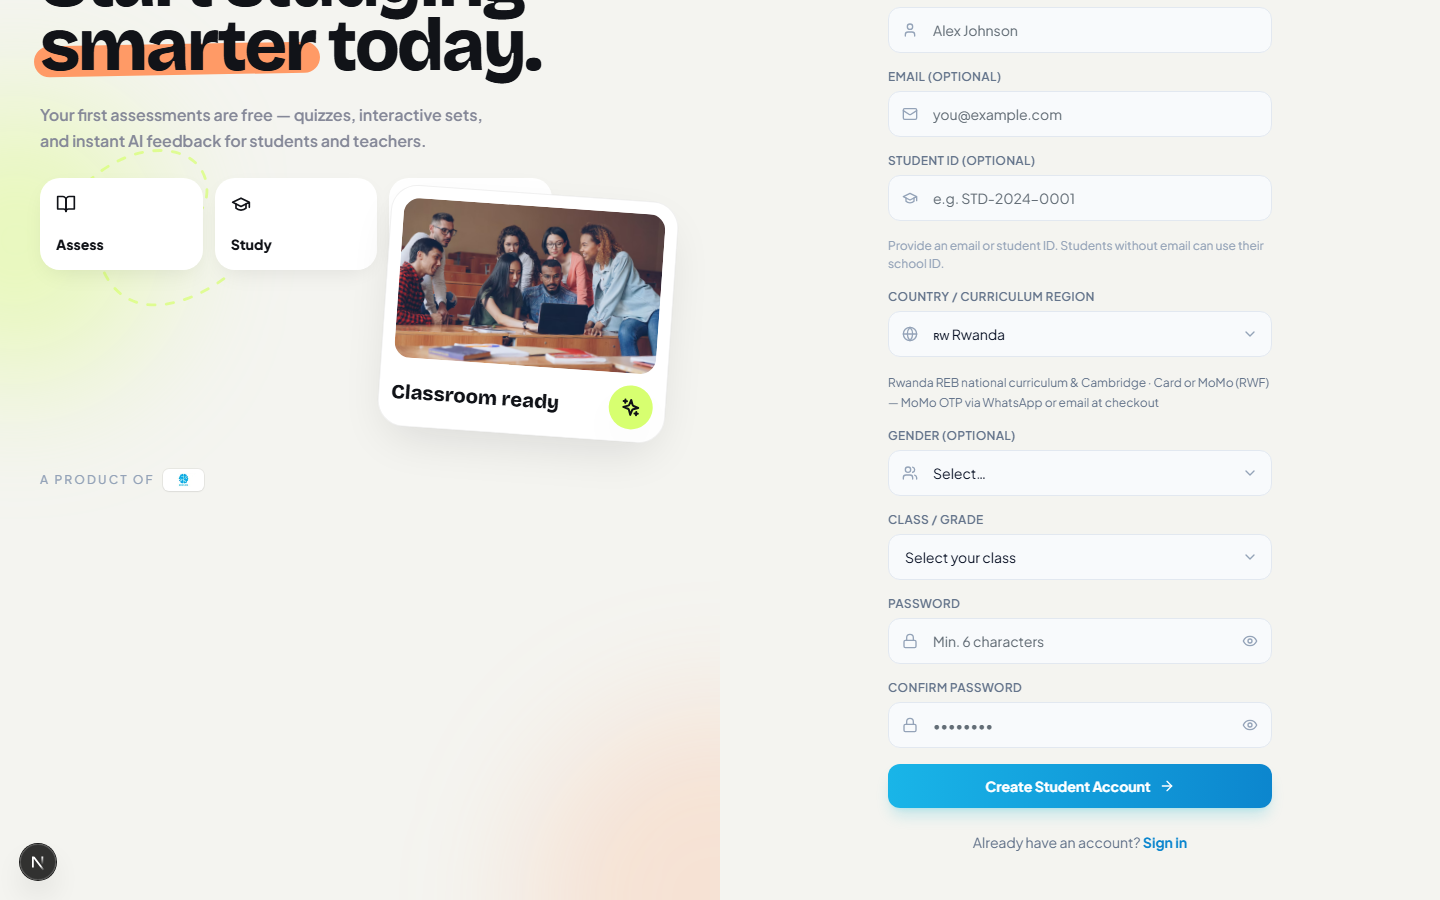 Start Studying
smarter today.
Your first assessments are free — quizzes, interactive sets,
and instant AI feedback for students and teachers.
Assess
Study
Classroom ready
A PRODUCT OF
N
Alex Johnson
EMAIL (OPTIONAL)
you@example.com
STUDENT ID (OPTIONAL)
e.g. STD-2024-0001
Provide an email or student ID. Students without email can use their
school ID.
COUNTRY / CURRICULUM REGION
RW Rwanda
Rwanda REB national curriculum & Cambridge · Card or MoMo (RWF)
— MoMo OTP via WhatsApp or email at checkout
GENDER (OPTIONAL)
Select...
CLASS / GRADE
Select your class
PASSWORD
Min. 6 characters
CONFIRM PASSWORD
••••••••
Create Student Account →
Already have an account? Sign in